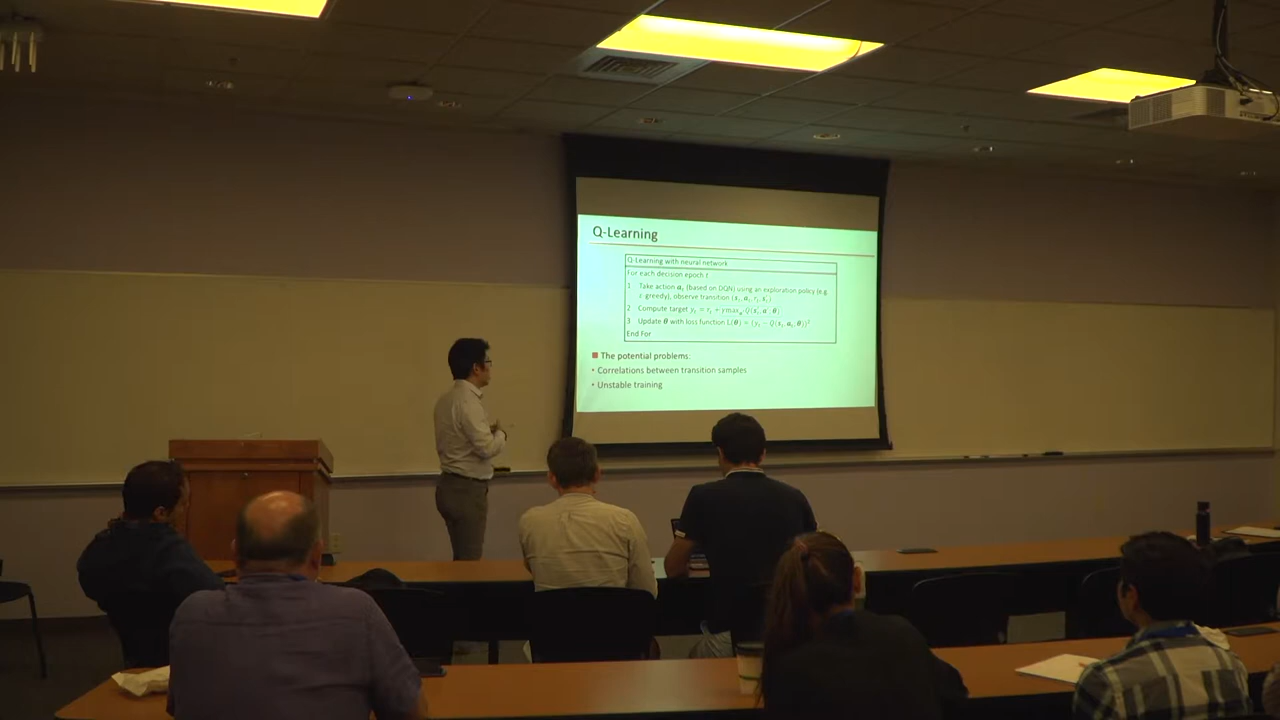 Q-Learning
Q-Learning with neural network
For each decision epoch t
1 Take action aₜ (based on DQN) using an exploration policy (e.g.
ε greedy), observe transition (sₜ, aₜ, rₜ, sₜ′)
2 Compute target yₜ = rₜ + γ maxₐ′ Q(sₜ′, a′; θ)
3 Update θ with loss function L(θ) = (yₜ − Q(sₜ, aₜ; θ))²
End For
■ The potential problems:
• Correlations between transition samples
• Unstable training